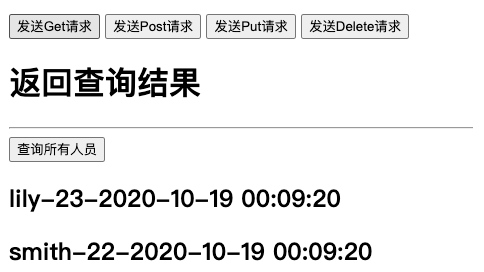 发送Get请求 发送Post请求 发送Put请求 发送Delete请求
返回查询结果
查询所有人员
lily-23-2020-10-19 00:09:20
smith-22-2020-10-19 00:09:20